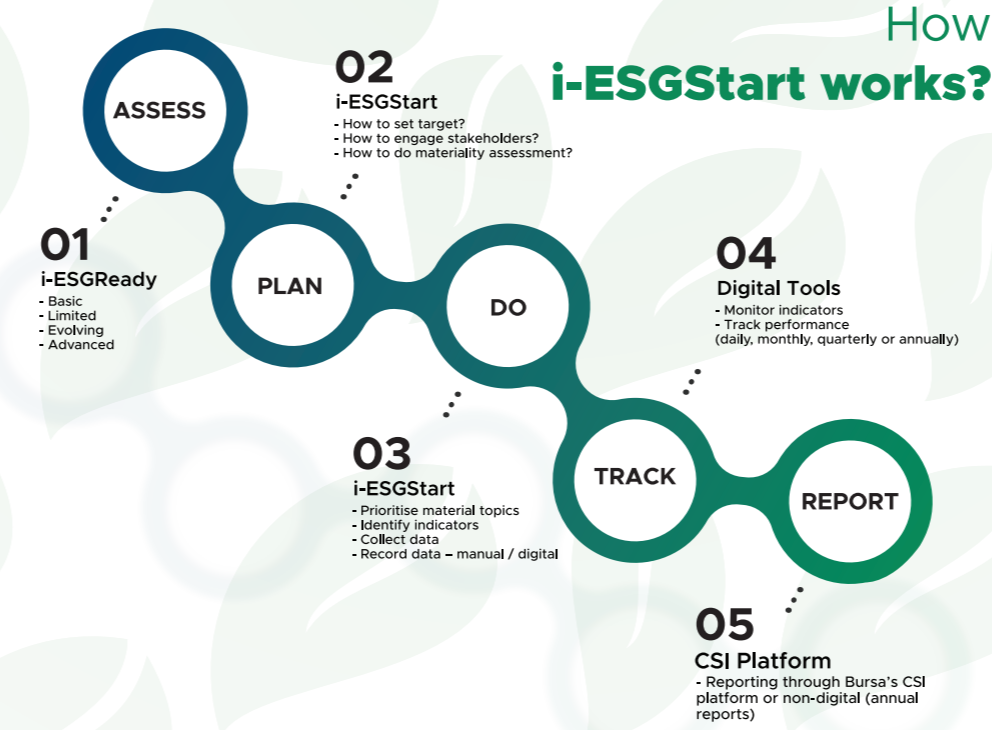 How
i-ESGStart works?
ASSESS
01
i-ESGReady
- Basic
- Limited
- Evolving
- Advanced
02
i-ESGStart
- How to set target?
- How to engage stakeholders?
- How to do materiality assessment?
PLAN
DO
03
i-ESGStart
- Prioritise material topics
- Identify indicators
- Collect data
- Record data – manual / digital
04
Digital Tools
- Monitor indicators
- Track performance
(daily, monthly, quarterly or annually)
TRACK
REPORT
05
CSI Platform
- Reporting through Bursa's CSI
platform or non-digital (annual
reports)